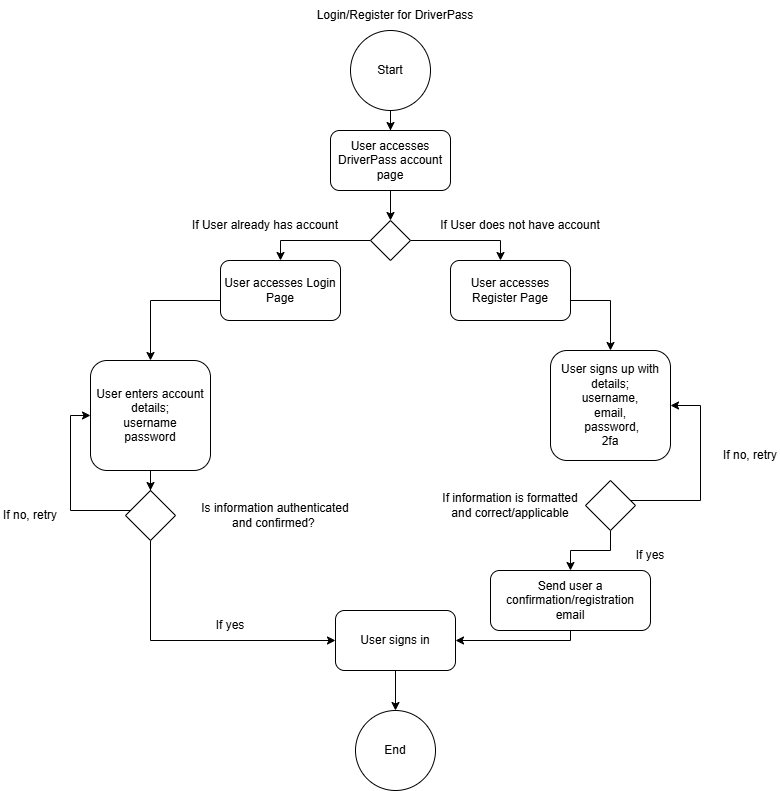 Login/Register for DriverPass
Start
User accesses
DriverPass account
page
If User already has account
If User does not have account
User accesses Login
Page
User accesses
Register Page
User enters account
details;
username
password
User signs up with
details;
username,
email,
password,
2fa
If no, retry
If no, retry
Is information authenticated
and confirmed?
If information is formatted
and correct/applicable
If yes
Send user a
confirmation/registration
email
If yes
User signs in
End